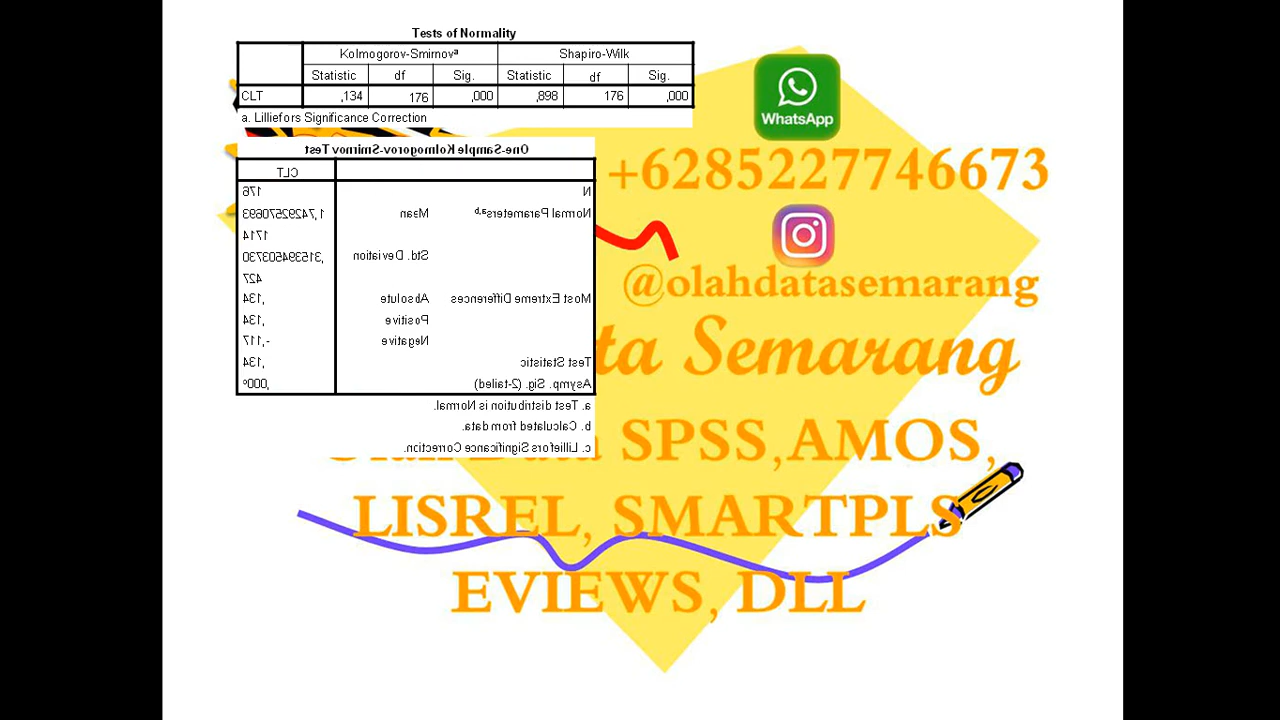 Tests of Normality
Kolmogorov-Smirnovᵃ Shapiro-Wilk
Statistic df Sig. Statistic df Sig.
CLT ,134 176 ,000 ,898 176 ,000
a. Lilliefors Significance Correction
One-Sample Kolmogorov-Smirnov Test
CLT
N 176
Normal Parametersᵃ,ᵇ Mean 1,7429257069
1714
Std. Deviation ,31539450373
427
Most Extreme Differences Absolute ,134
Positive ,134
Negative -,117
Test Statistic ,134
Asymp. Sig. (2-tailed) ,000ᶜ
a. Test distribution is Normal.
b. Calculated from data.
c. Lilliefors Significance Correction.
WhatsApp
+6285227746673
@olahdatasemarang
ta Semarang
SPSS,AMOS,
LISREL, SMARTPLS
EVIEWS, DLL